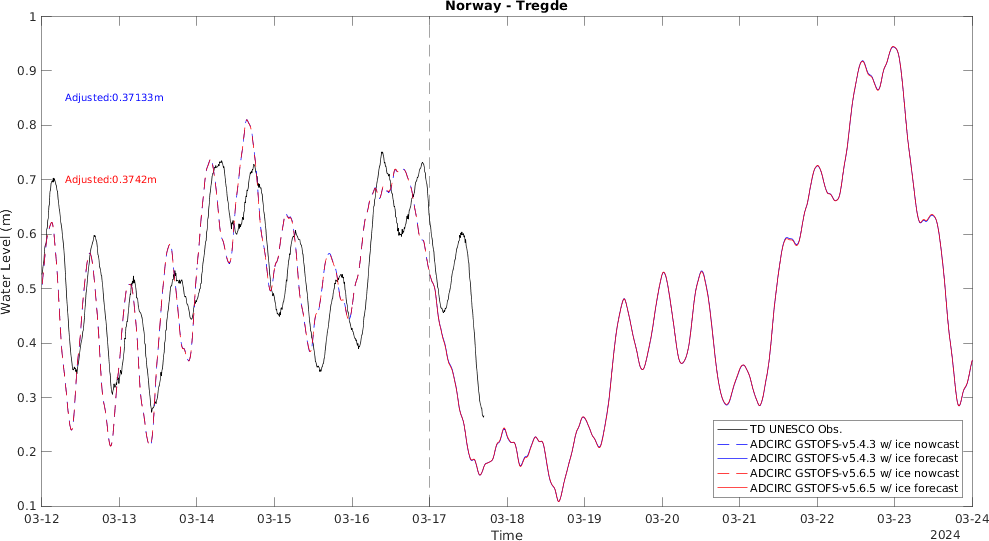 Norway - Tregde
1
0.9
0.8
0.7
0.6
0.5
0.4
0.3
0.2
0.1
Water Level (m)
Adjusted:0.37133m
Adjusted:0.3742m
TD UNESCO Obs.
ADCIRC GSTOFS-v5.4.3 w/ ice nowcast
ADCIRC GSTOFS-v5.4.3 w/ ice forecast
ADCIRC GSTOFS-v5.6.5 w/ ice nowcast
ADCIRC GSTOFS-v5.6.5 w/ ice forecast
03-12 03-13 03-14 03-15 03-16 03-17 03-18 03-19 03-20 03-21 03-22 03-23 03-24
Time
2024